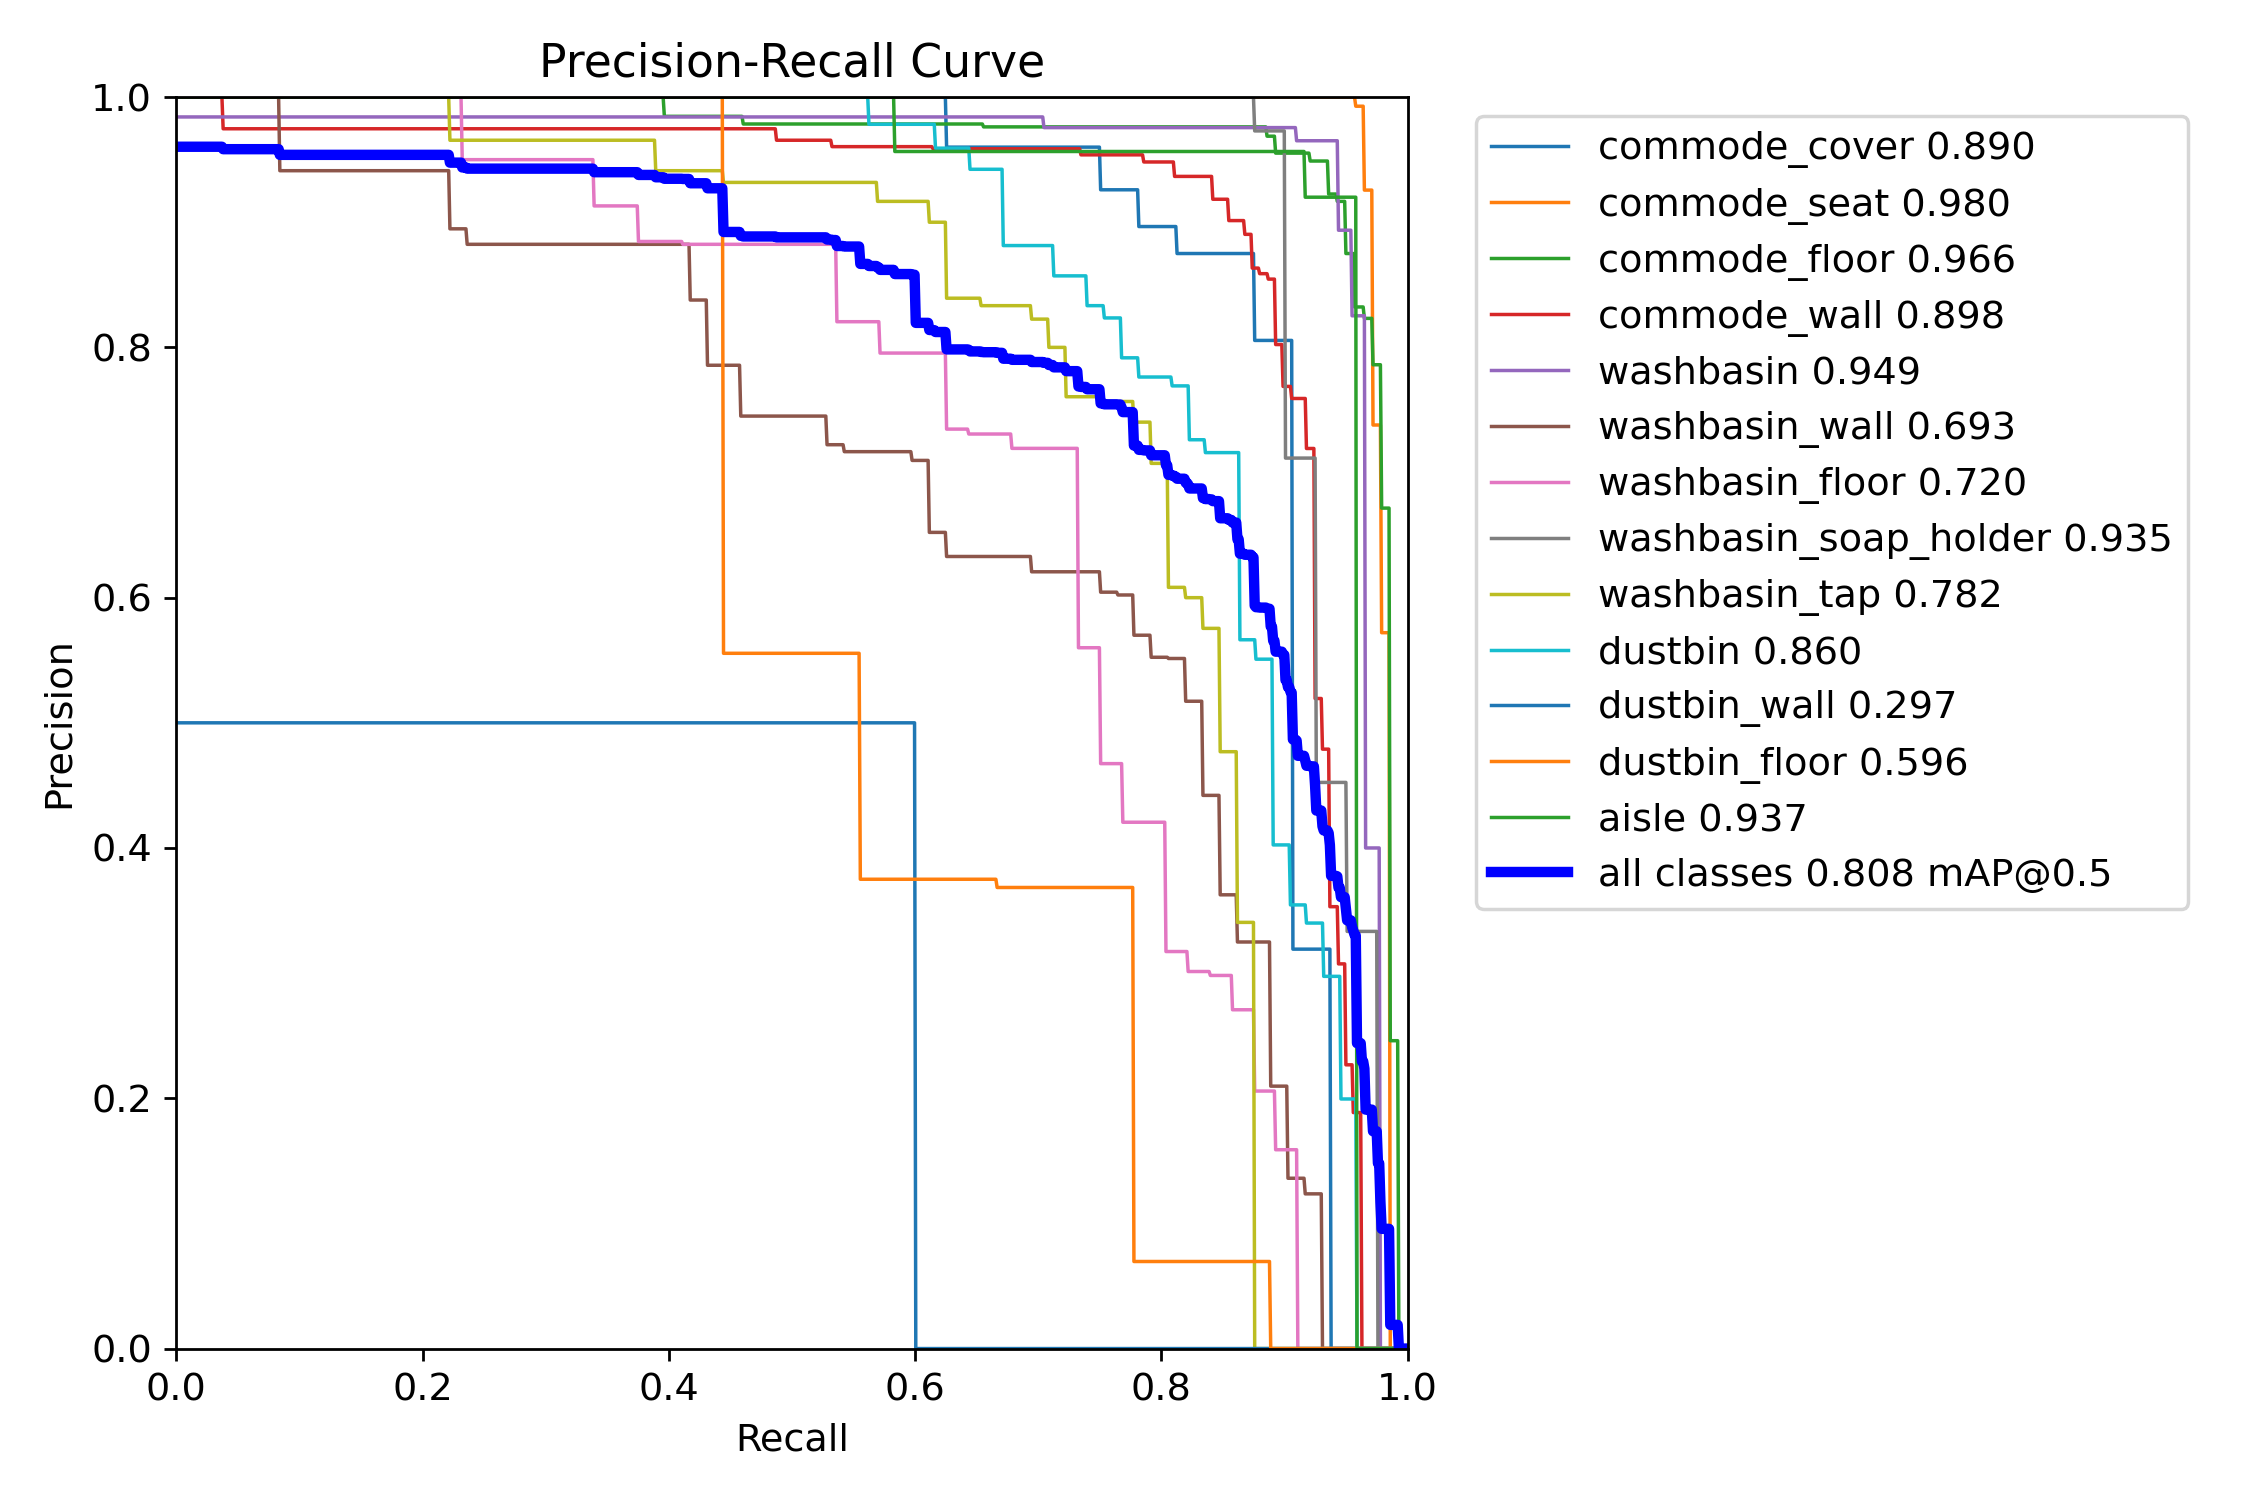 Precision-Recall Curve
1.0
0.8
0.6
0.4
0.2
0.0
Precision
0.0 0.2 0.4 0.6 0.8 1.0
Recall
commode_cover 0.890
commode_seat 0.980
commode_floor 0.966
commode_wall 0.898
washbasin 0.949
washbasin_wall 0.693
washbasin_floor 0.720
washbasin_soap_holder 0.935
washbasin_tap 0.782
dustbin 0.860
dustbin_wall 0.297
dustbin_floor 0.596
aisle 0.937
all classes 0.808 mAP@0.5